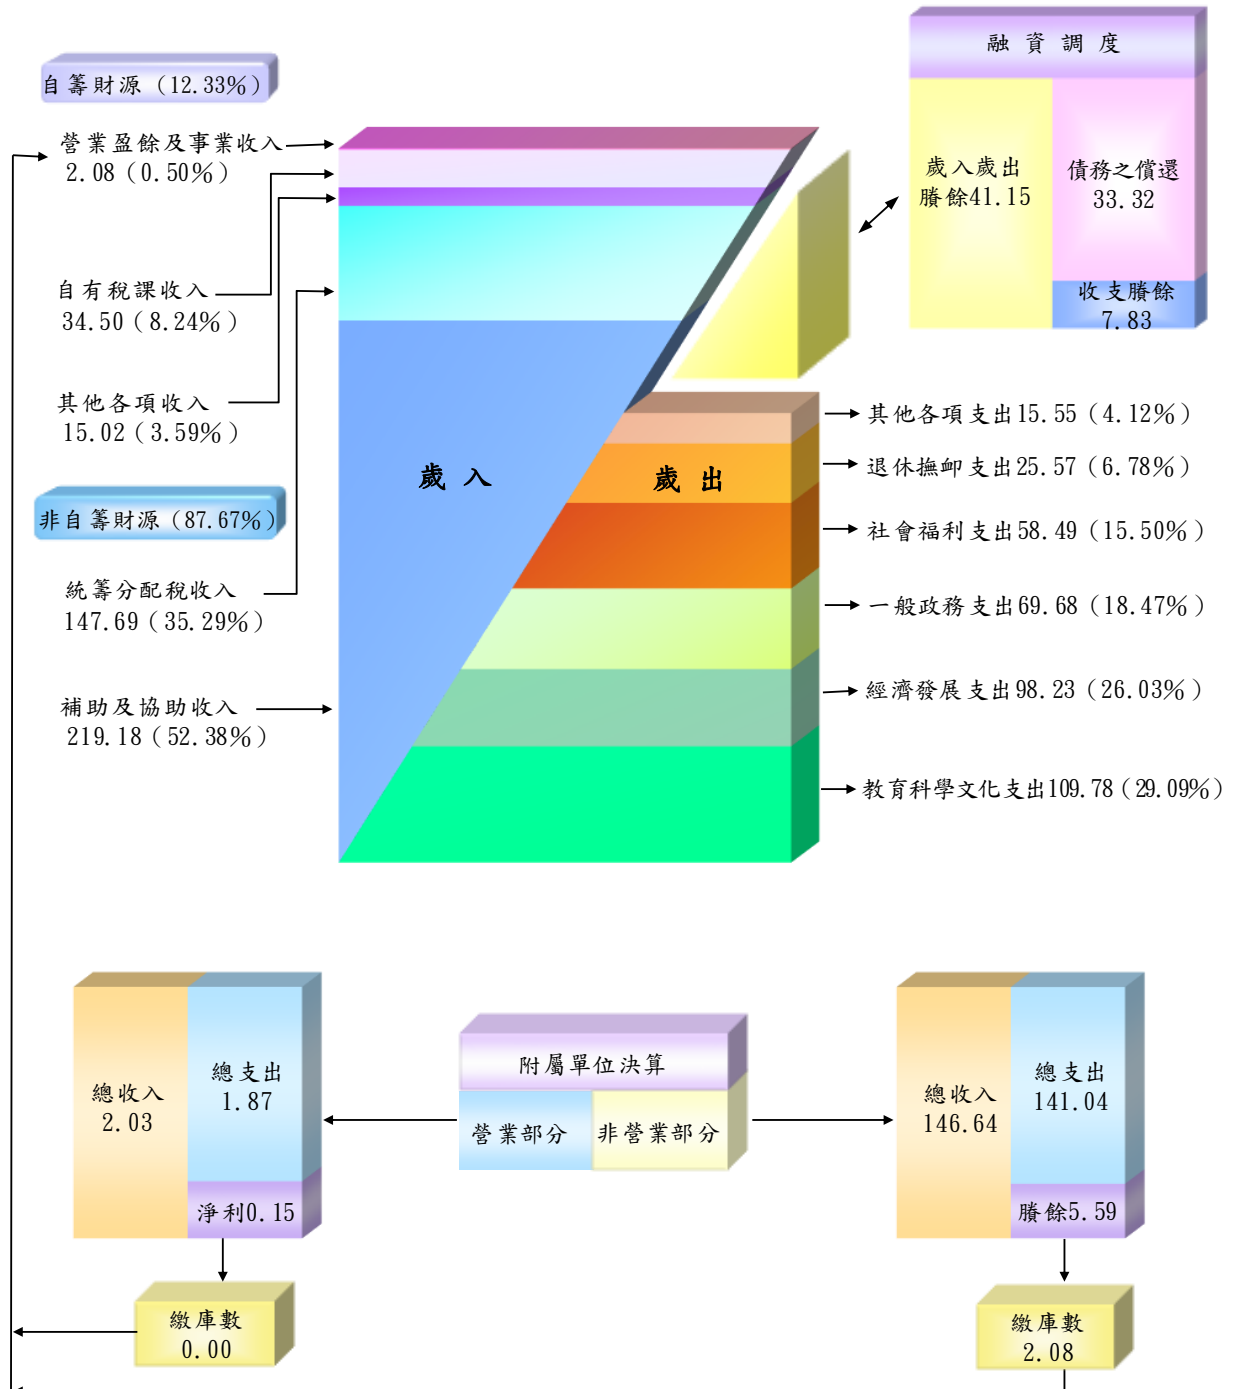 融資調度
歲入歲出
賸餘41.15
債務之償還
33.32
收支賸餘
7.83
自籌財源(12.33%)
營業盈餘及事業收入
2.08(0.50%)
自有稅課收入
34.50(8.24%)
其他各項收入
15.02(3.59%)
非自籌財源(87.67%)
統籌分配稅收入
147.69(35.29%)
補助及協助收入
219.18(52.38%)
歲入
歲出
其他各項支出15.55(4.12%)
退休撫卹支出25.57(6.78%)
社會福利支出58.49(15.50%)
一般政務支出69.68(18.47%)
經濟發展支出98.23(26.03%)
教育科學文化支出109.78(29.09%)
總收入
2.03
總支出
1.87
淨利0.15
繳庫數
0.00
附屬單位決算
營業部分
非營業部分
總收入
146.64
總支出
141.04
賸餘5.59
繳庫數
2.08